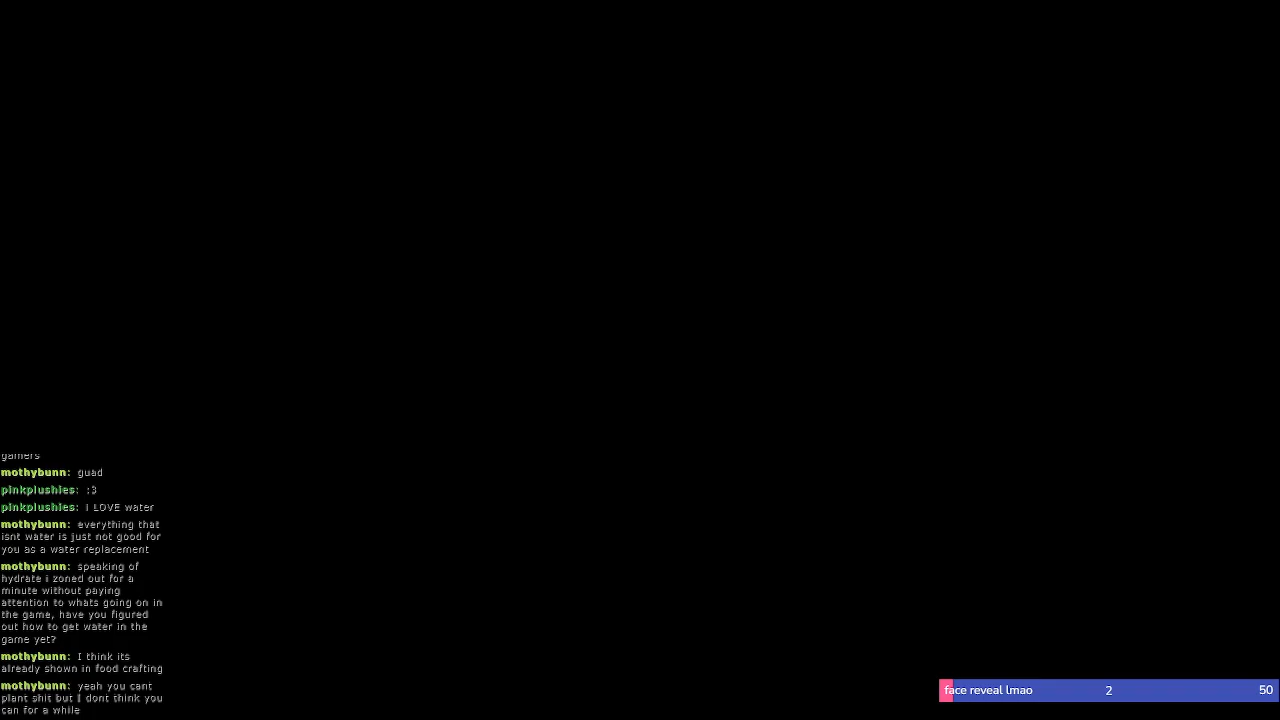 gamers
mothybunn: guad
pinkplushies: :3
pinkplushies: i LOVE water
mothybunn: everything that
isnt water is just not good for
you as a water replacement
mothybunn: speaking of
hydrate i zoned out for a
minute without paying
attention to whats going on in
the game, have you figured
out how to get water in the
game yet?
mothybunn: I think its
already shown in food crafting
mothybunn: yeah you cant
plant shit but I dont think you
can for a while
face reveal lmao 2 50